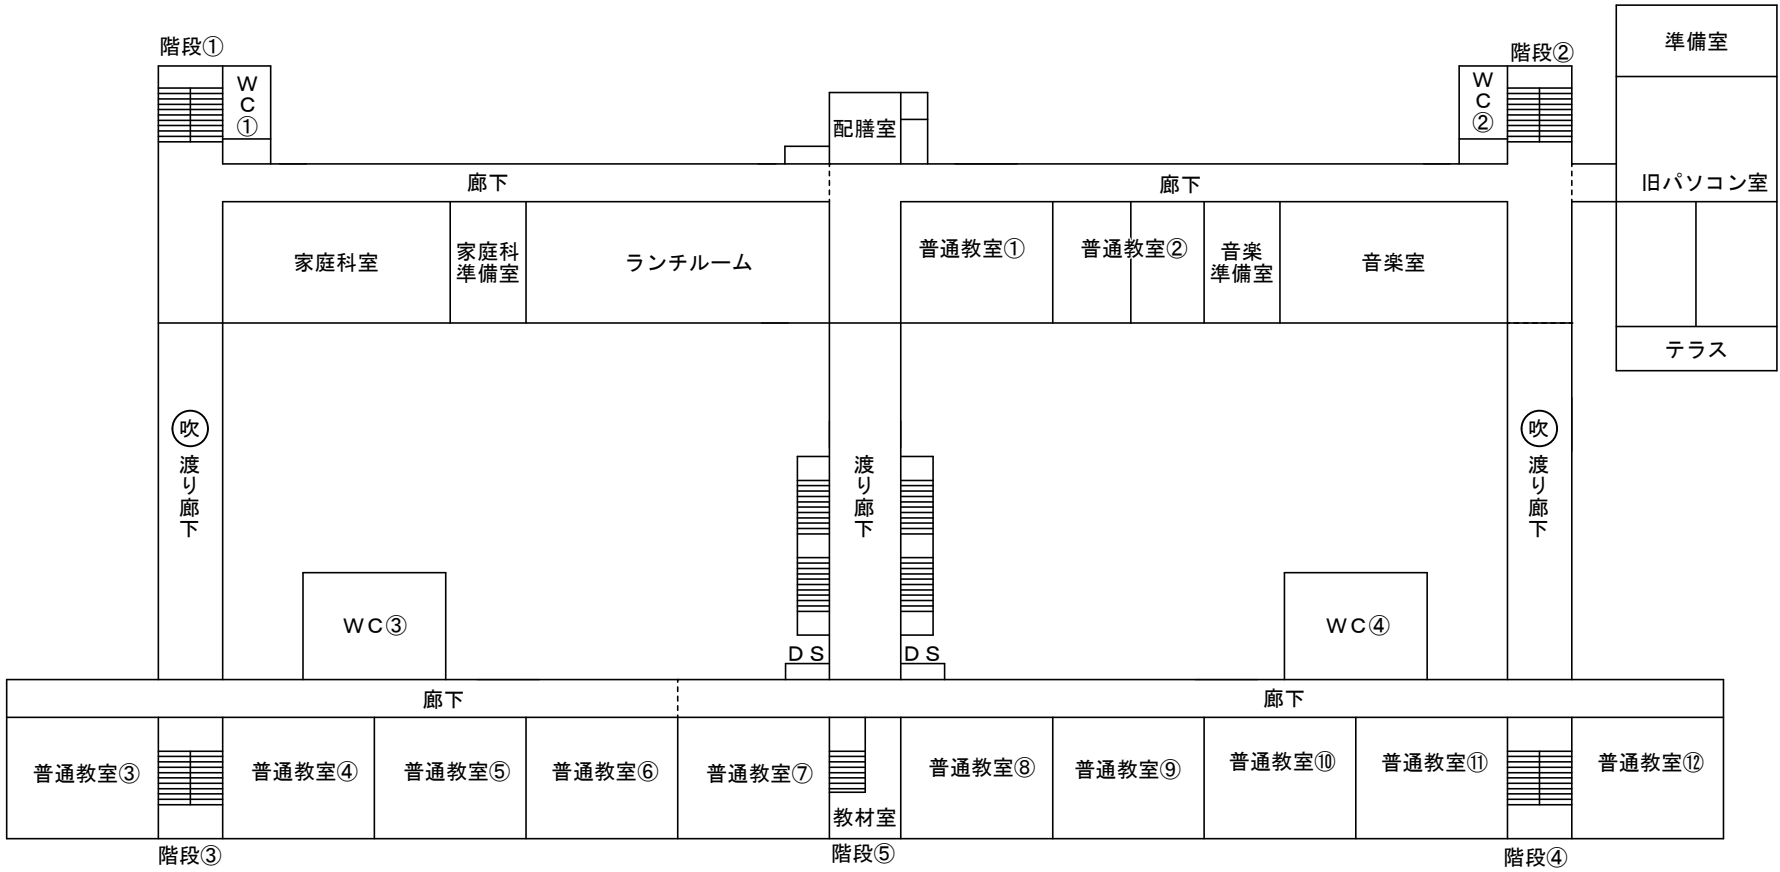 階段①
階段②
準備室
WC①
WC②
配膳室
廊下
廊下
旧パソコン室
家庭科室
家庭科
準備室
ランチルーム
普通教室①
普通教室②
音楽
準備室
音楽室
テラス
吹
渡り廊下
渡り廊下
吹
渡り廊下
WC③
WC④
DS
DS
廊下
廊下
普通教室③
普通教室④
普通教室⑤
普通教室⑥
普通教室⑦
教材室
普通教室⑧
普通教室⑨
普通教室⑩
普通教室⑪
普通教室⑫
階段③
階段⑤
階段④